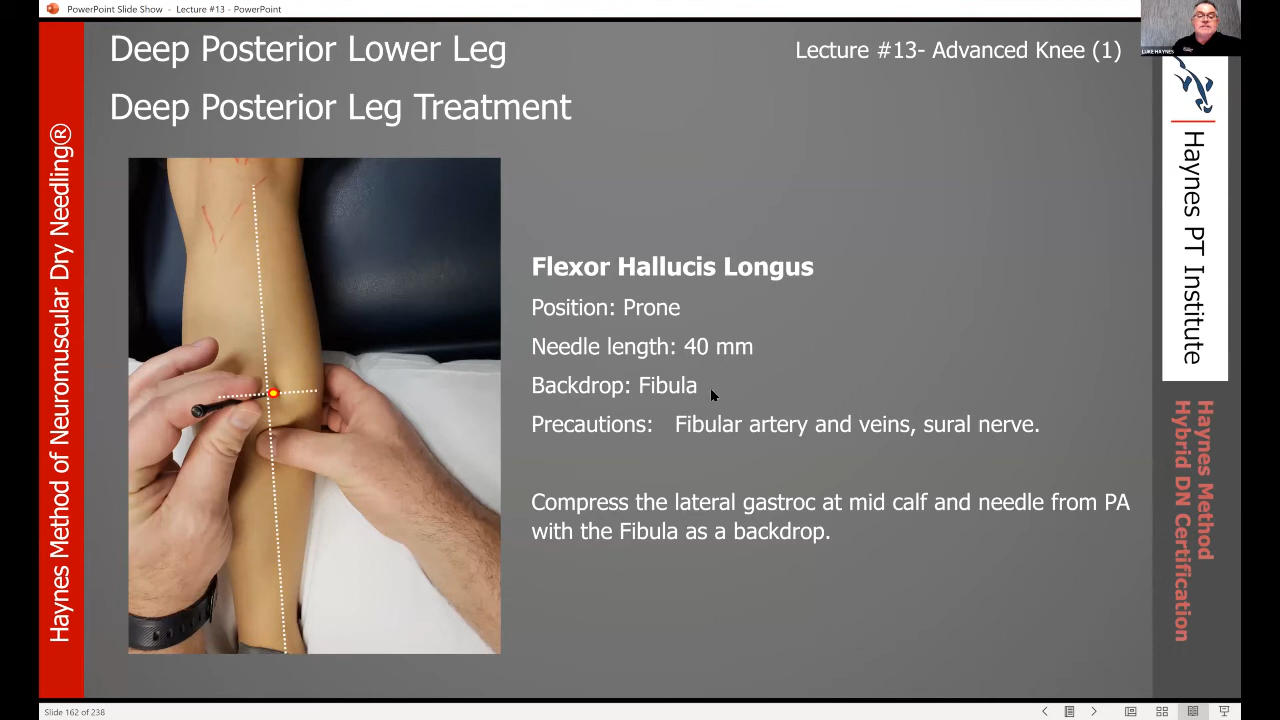 PowerPoint Slide Show - Lecture #13 - PowerPoint
LUKE HAYNES
Deep Posterior Lower Leg
Lecture #13- Advanced Knee (1)
Deep Posterior Leg Treatment
Haynes Method of Neuromuscular Dry Needling®
Flexor Hallucis Longus
Position: Prone
Needle length: 40 mm
Backdrop: Fibula
Precautions: Fibular artery and veins, sural nerve.
Compress the lateral gastroc at mid calf and needle from PA
with the Fibula as a backdrop.
Haynes PT Institute
Haynes Method
Hybrid DN Certification
Slide 162 of 238